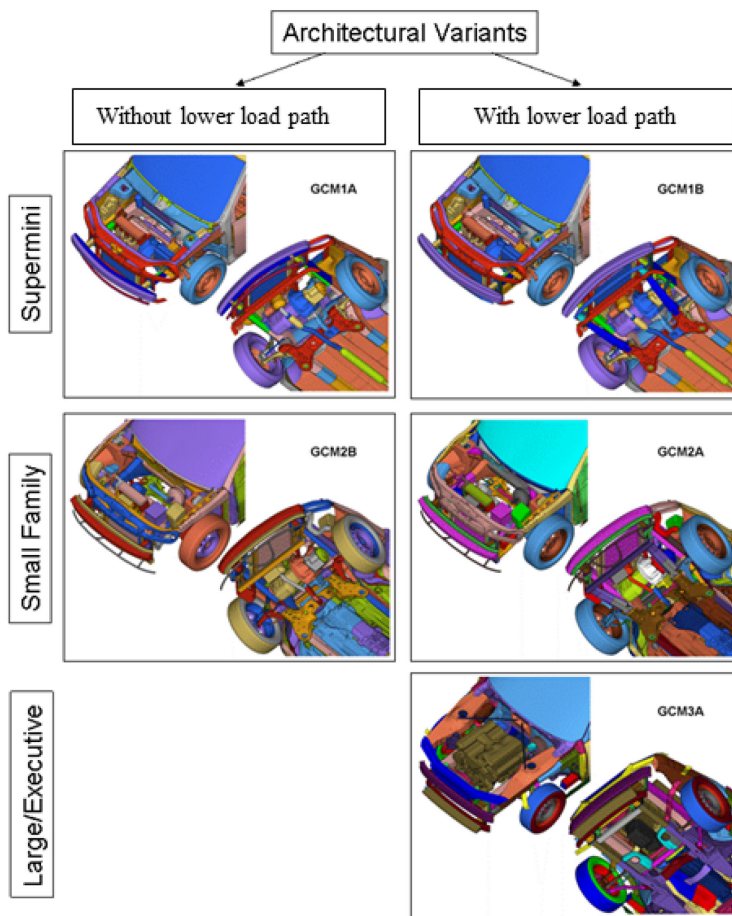 Architectural Variants
Without lower load path
With lower load path
Supermini
GCM1A
GCM1B
Small Family
GCM2B
GCM2A
Large/Executive
GCM3A